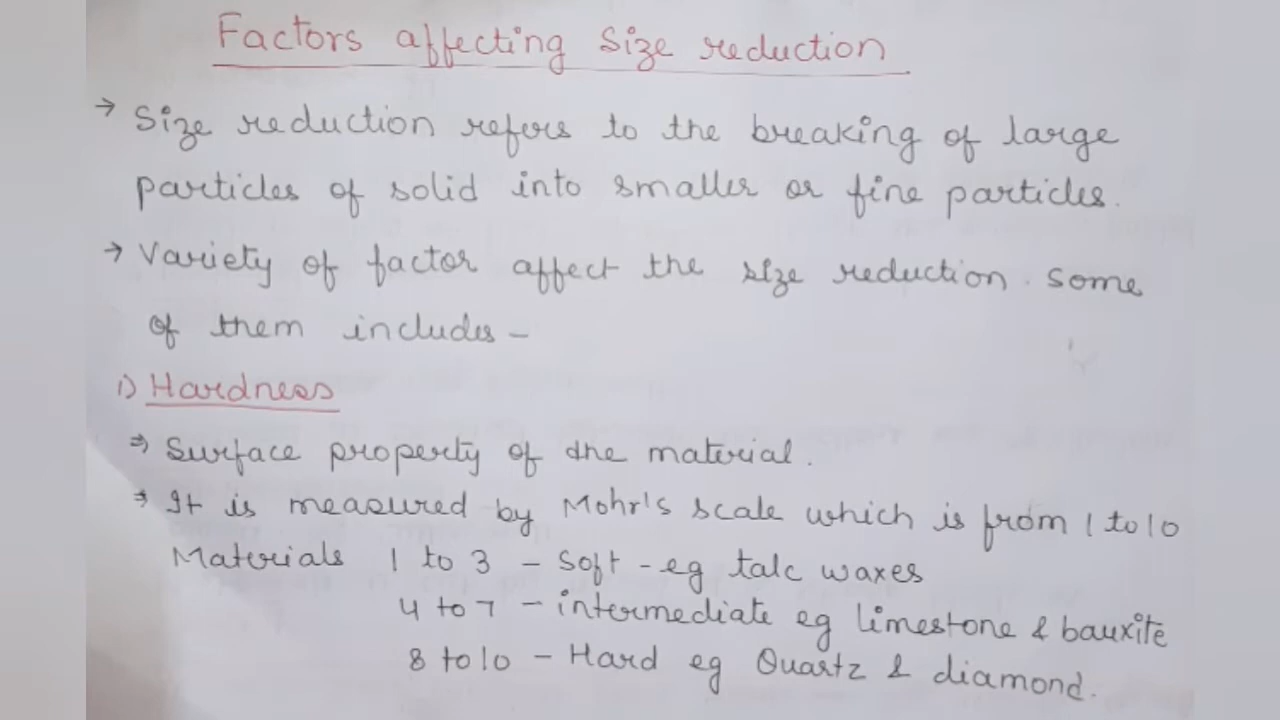 Factors affecting Size reduction
→ Size reduction refers to the breaking of large
particles of solid into smaller or fine particles.
→ Variety of factor affect the size reduction. Some
of them includes -
1) Hardness
⇒ Surface property of the material.
⇒ It is measured by Mohr's scale which is from 1 to 10
Materials 1 to 3 - Soft - eg talc waxes
4 to 7 - intermediate eg limestone & bauxite
8 to 10 - Hard eg Quartz & diamond.